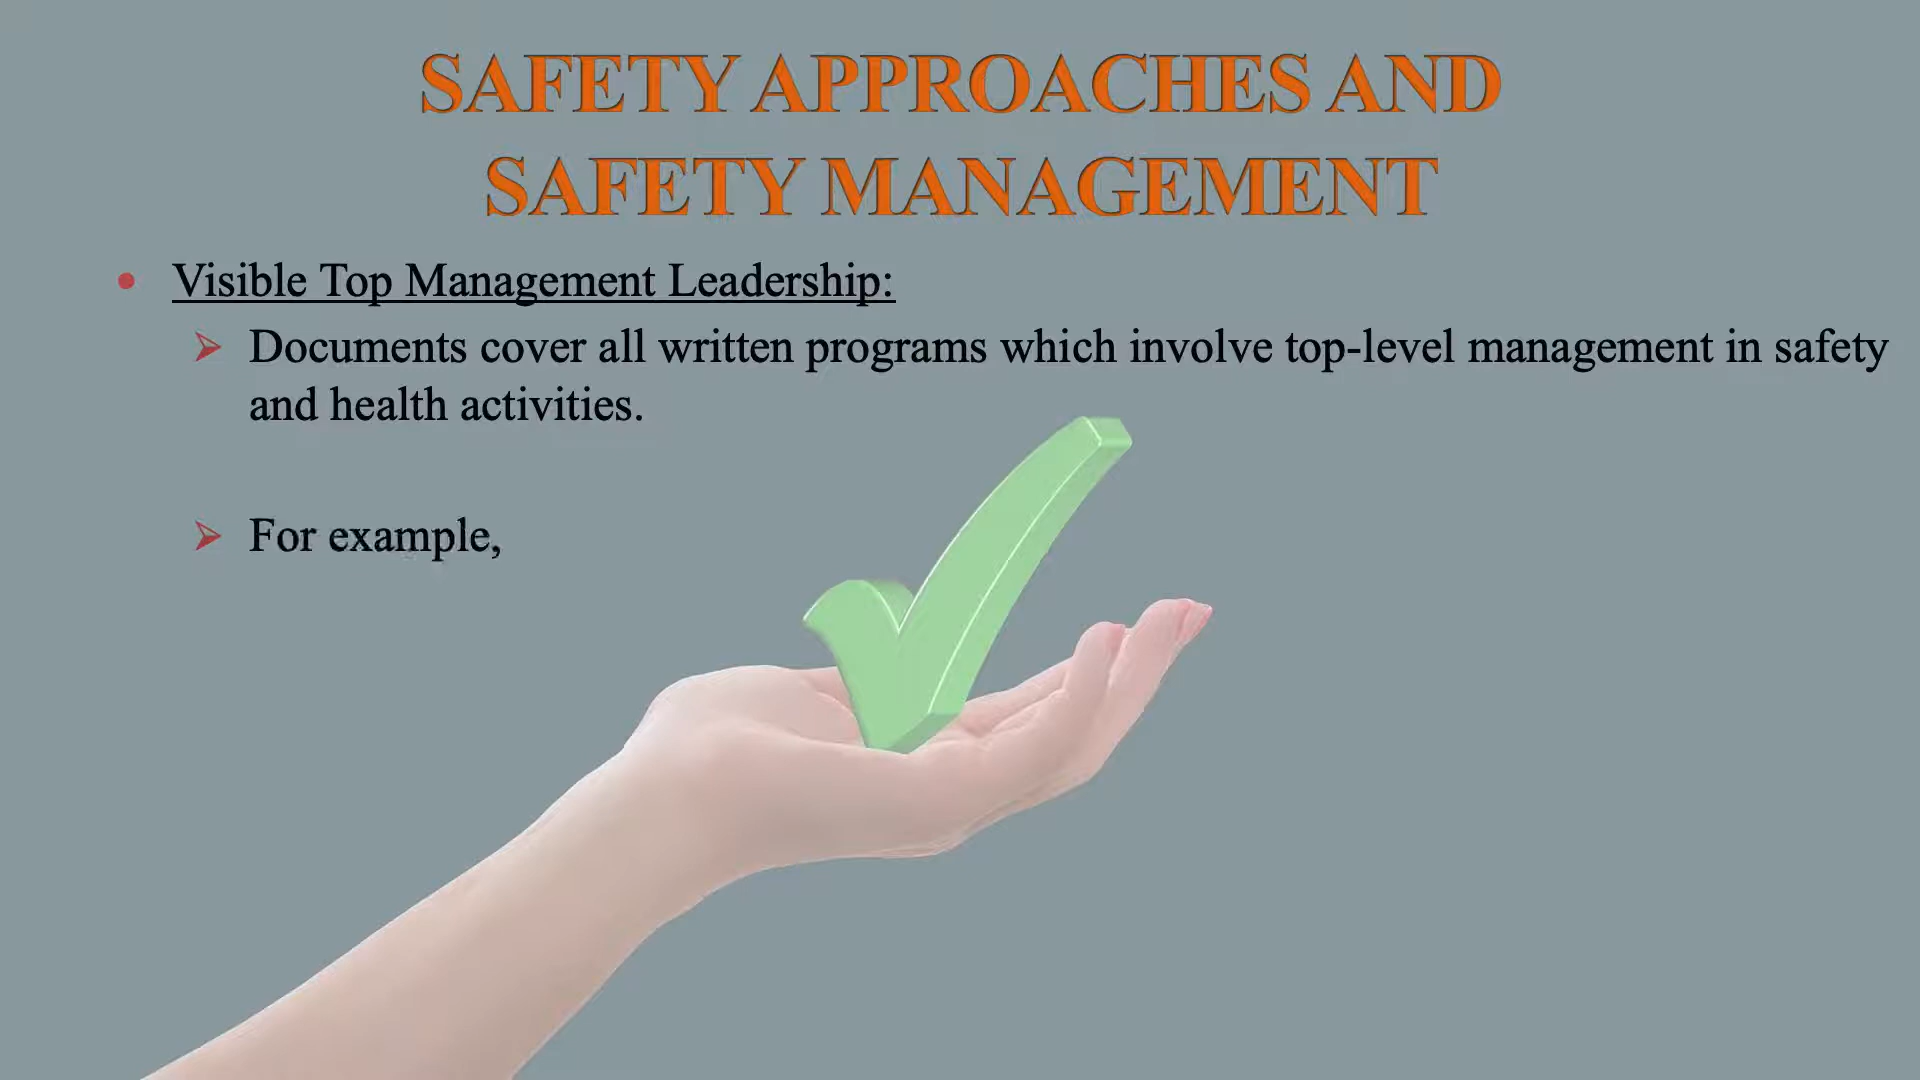 SAFETY APPROACHES AND
SAFETY MANAGEMENT
• Visible Top Management Leadership:
➢ Documents cover all written programs which involve top-level management in safety
and health activities.
➢ For example,